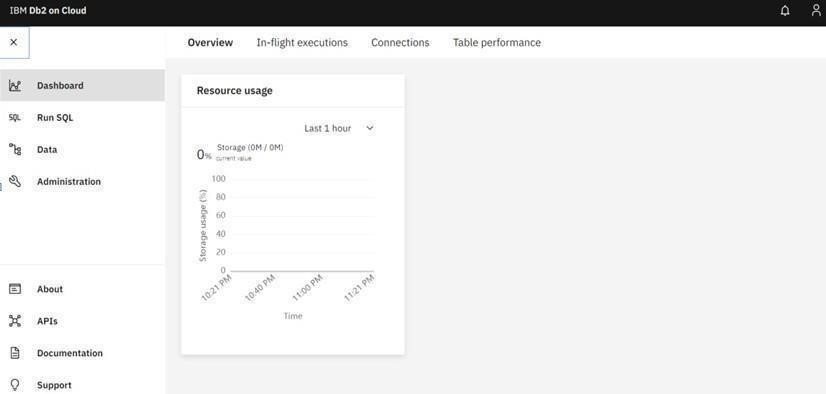 IBM Db2 on Cloud
Overview
In-flight executions
Connections
Table performance
Dashboard
Run SQL
Data
Administration
About
APIs
Documentation
Support
Resource usage
Last 1 hour
0% Storage (0M / 0M)
current value
Storage usage (%)
100
80
60
40
20
0
10:21 PM
10:40 PM
11:00 PM
11:21 PM
Time